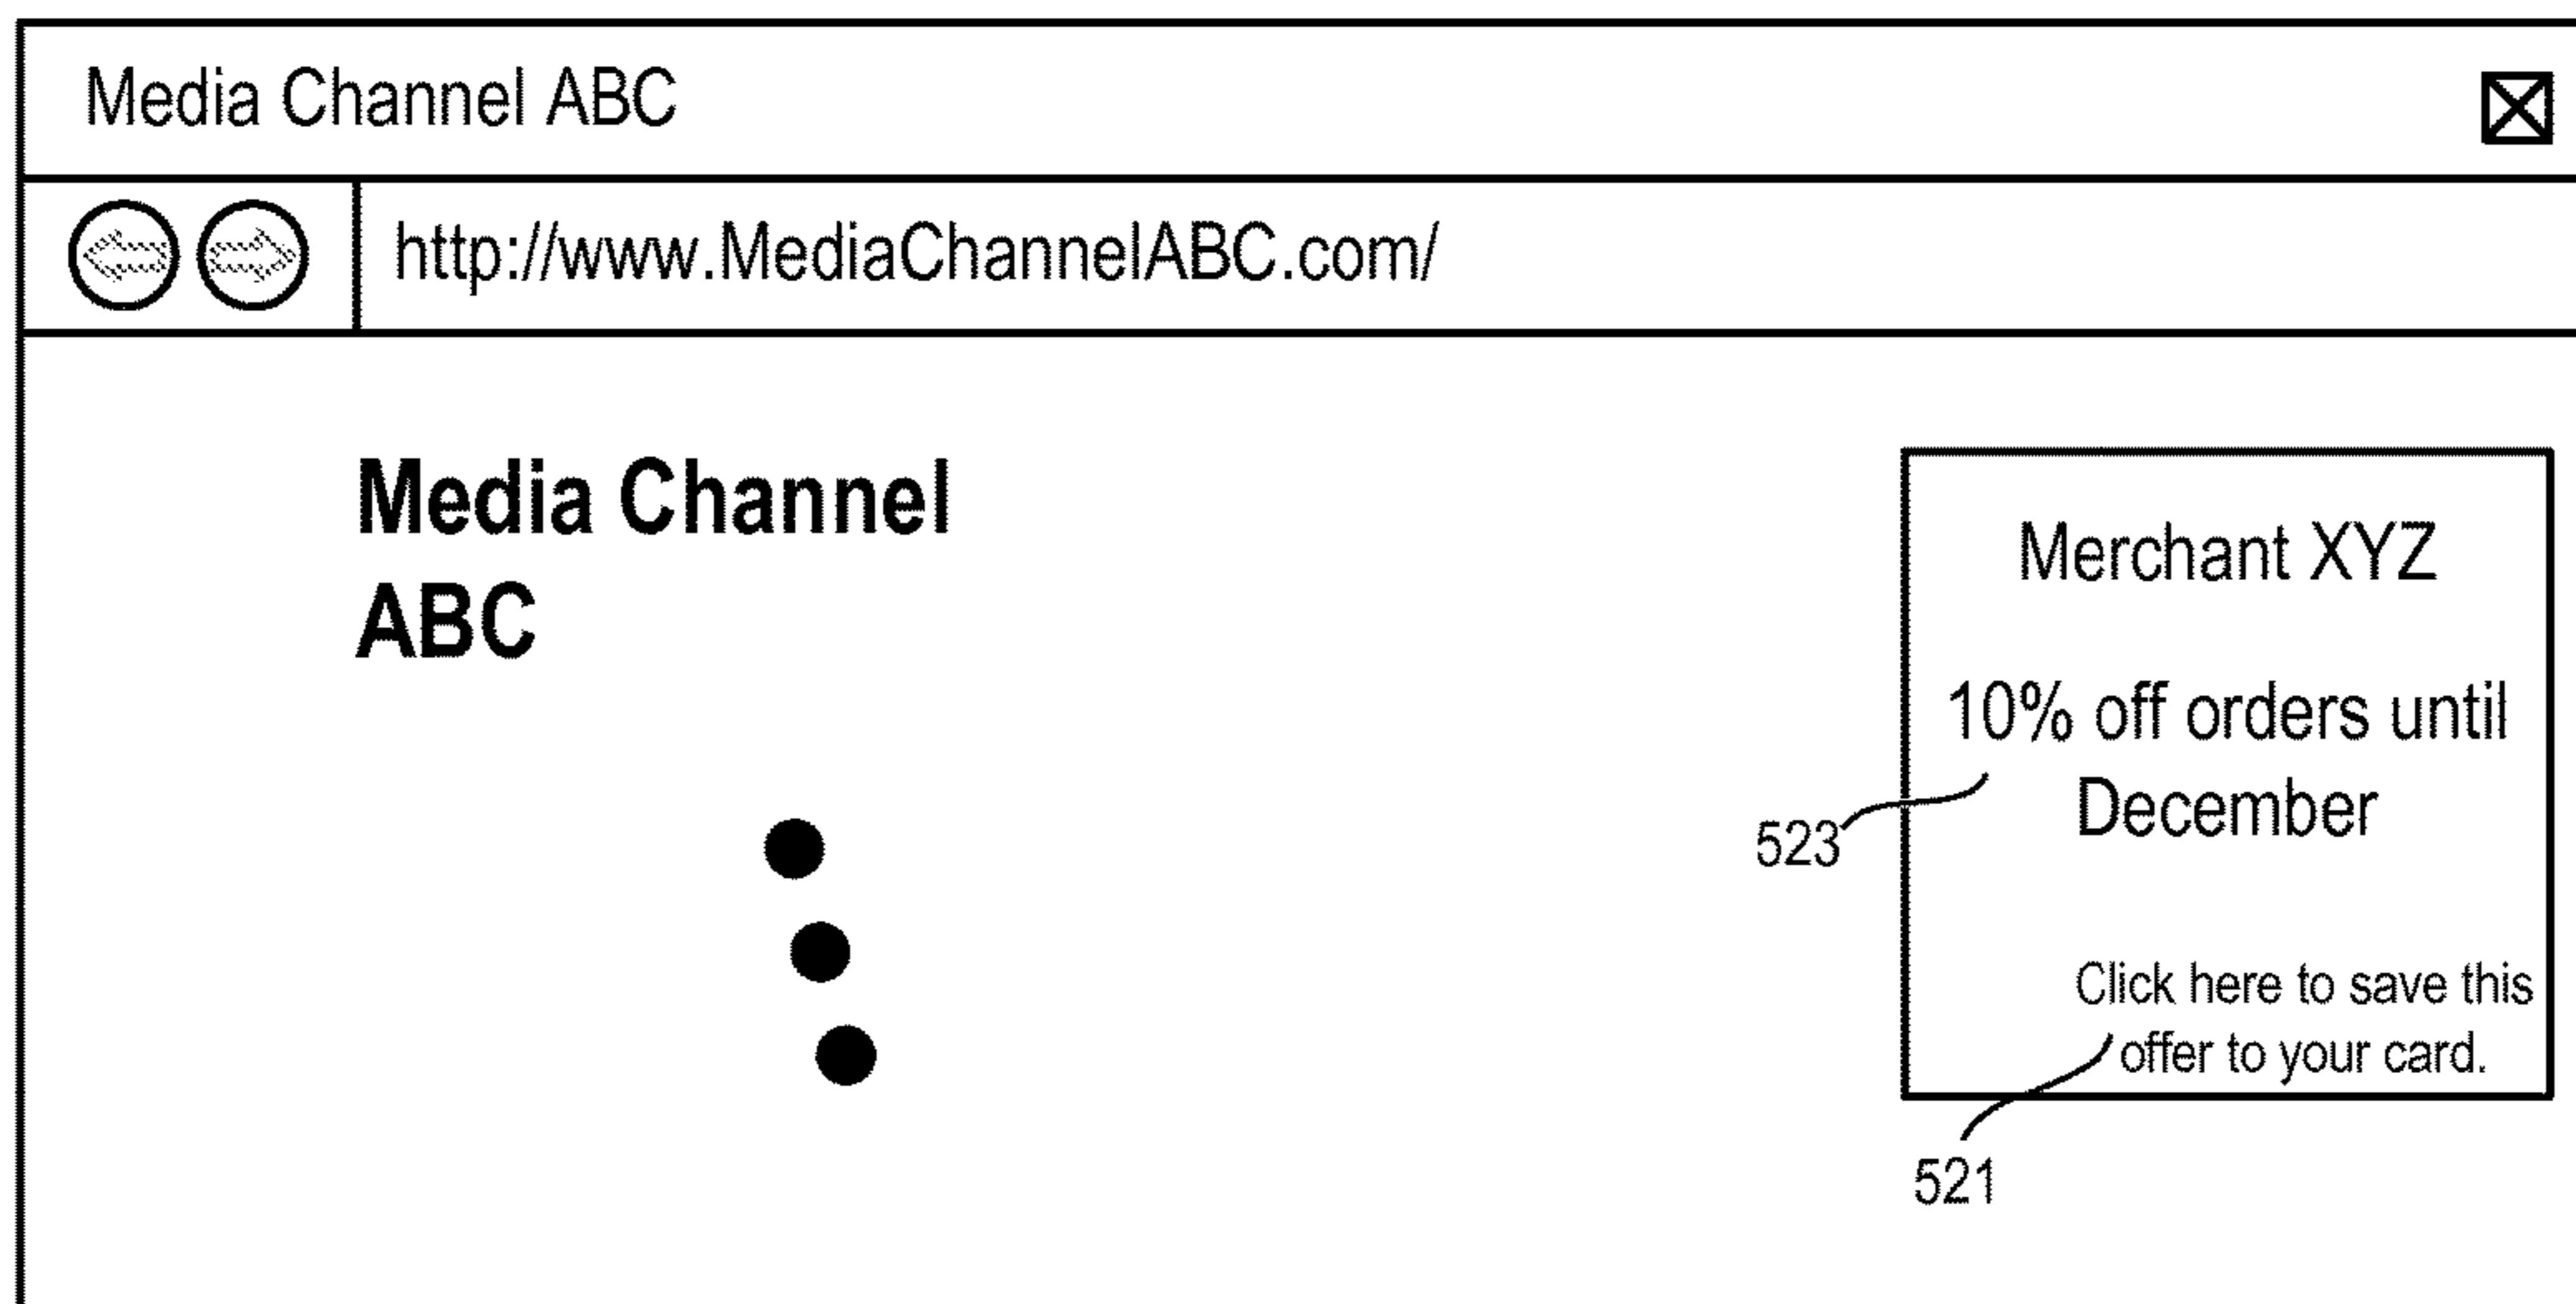 Media Channel ABC
http://www.MediaChannelABC.com/
Media Channel
ABC
Merchant XYZ
10% off orders until
December
523
Click here to save this
offer to your card.
521